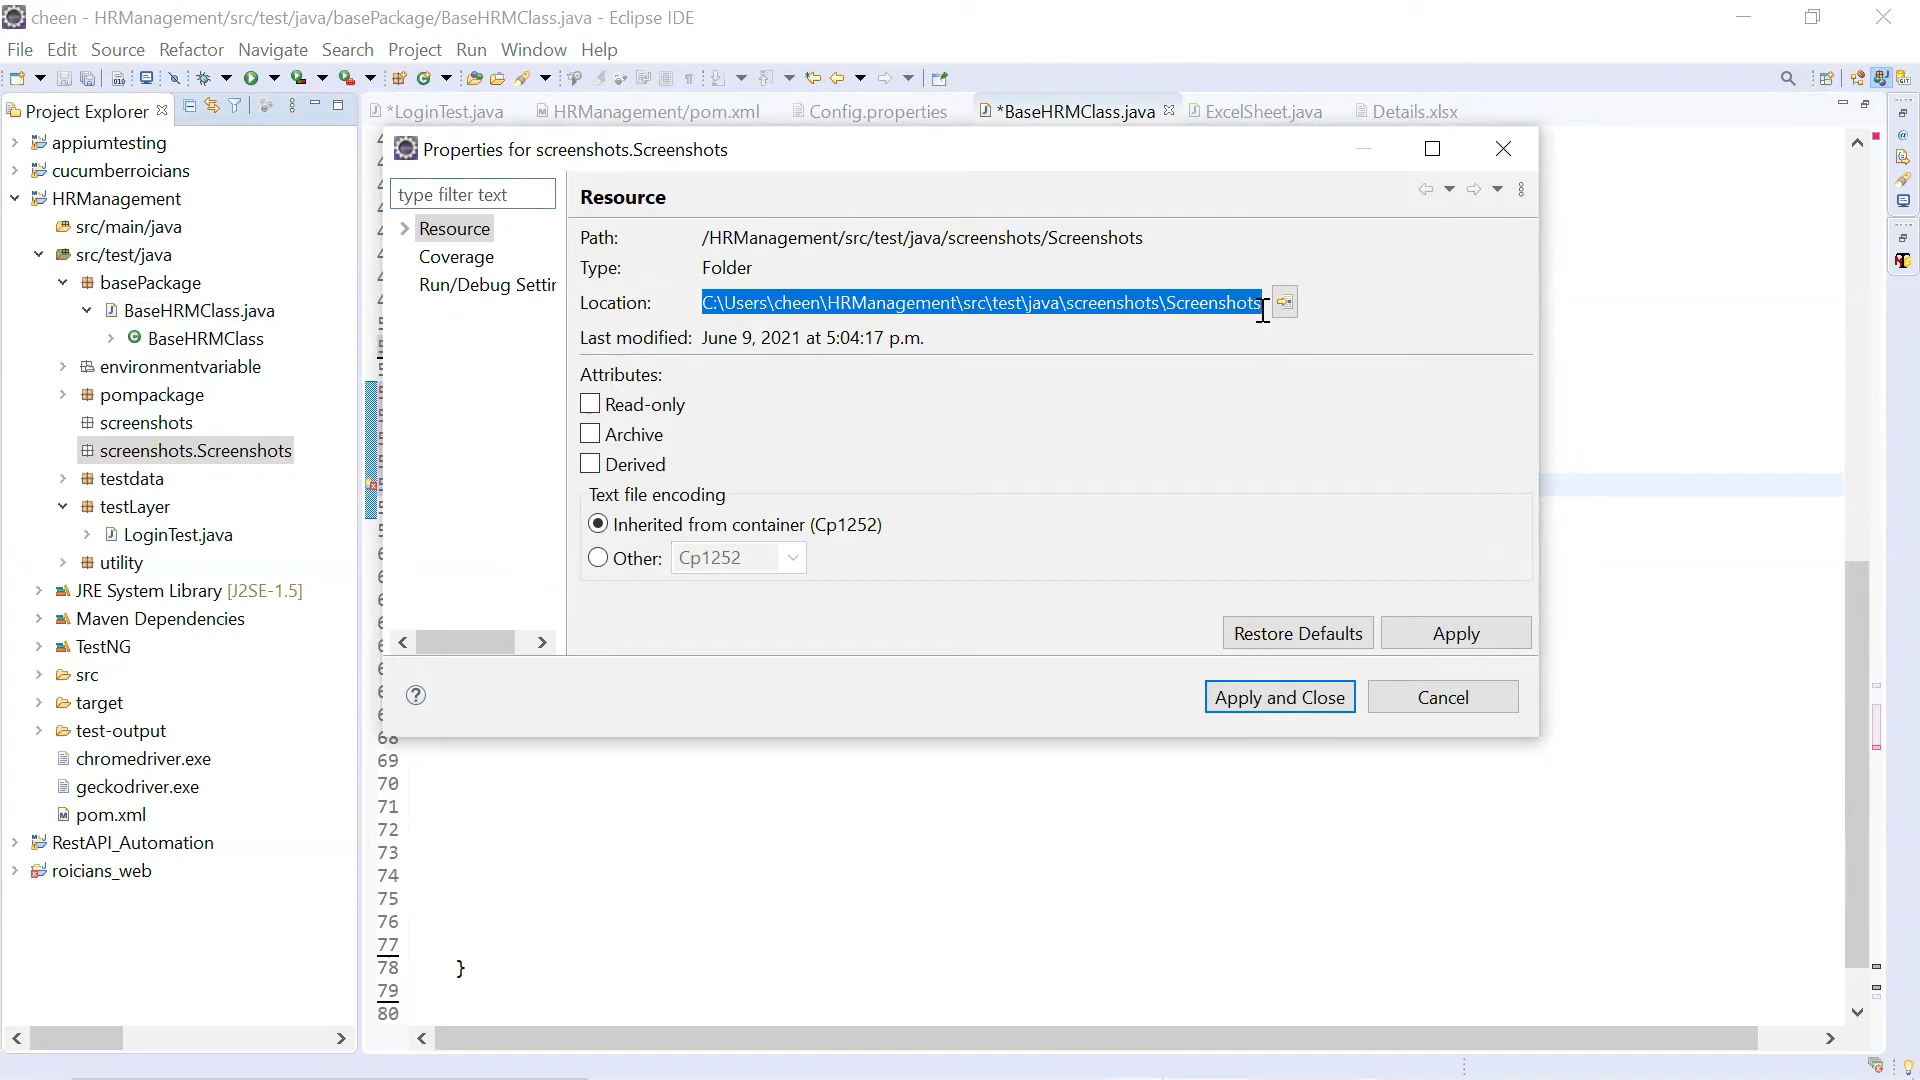 cheen - HRManagement/src/test/java/basePackage/BaseHRMClass.java - Eclipse IDE
File Edit Source Refactor Navigate Search Project Run Window Help
Project Explorer
*LoginTest.java HRManagement/pom.xml Config.properties *BaseHRMClass.java ExcelSheet.java Details.xlsx
appiumtesting
cucumberroicians
HRManagement
src/main/java
src/test/java
basePackage
BaseHRMClass.java
BaseHRMClass
environmentvariable
pompackage
screenshots
screenshots.Screenshots
testdata
testLayer
LoginTest.java
utility
JRE System Library [J2SE-1.5]
Maven Dependencies
TestNG
src
target
test-output
chromedriver.exe
geckodriver.exe
pom.xml
RestAPI_Automation
roicians_web
Properties for screenshots.Screenshots
type filter text
Resource
Coverage
Run/Debug Settin
Resource
Path: /HRManagement/src/test/java/screenshots/Screenshots
Type: Folder
Location: C:\Users\cheen\HRManagement\src\test\java\screenshots\Screenshots
Last modified: June 9, 2021 at 5:04:17 p.m.
Attributes:
Read-only
Archive
Derived
Text file encoding
Inherited from container (Cp1252)
Other: Cp1252
Restore Defaults Apply
Apply and Close Cancel
68
69
70
71
72
73
74
75
76
77
78 }
79
80